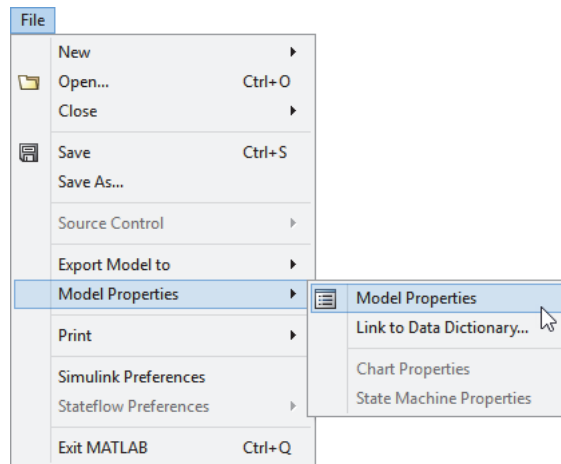 File
New
Open... Ctrl+O
Close
Save Ctrl+S
Save As...
Source Control
Export Model to
Model Properties
Model Properties
Link to Data Dictionary...
Print
Chart Properties
Simulink Preferences
State Machine Properties
Stateflow Preferences
Exit MATLAB Ctrl+Q